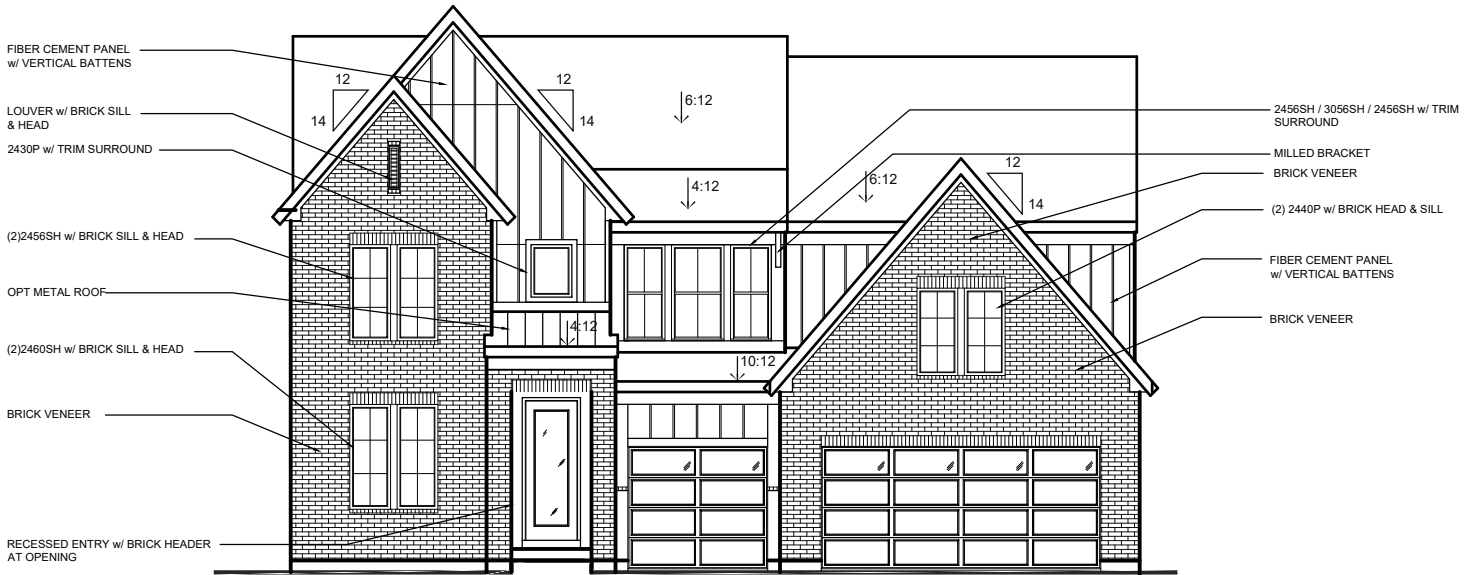 FIBER CEMENT PANEL
w/ VERTICAL BATTENS
LOUVER w/ BRICK SILL
& HEAD
2430P w/ TRIM SURROUND
(2)2456SH w/ BRICK SILL & HEAD
OPT METAL ROOF
(2)2460SH w/ BRICK SILL & HEAD
BRICK VENEER
RECESSED ENTRY w/ BRICK HEADER
AT OPENING
12
14
12
14
6:12
4:12
6:12
12
14
4:12
10:12
2456SH / 3056SH / 2456SH w/ TRIM
SURROUND
MILLED BRACKET
BRICK VENEER
(2) 2440P w/ BRICK HEAD & SILL
FIBER CEMENT PANEL
w/ VERTICAL BATTENS
BRICK VENEER